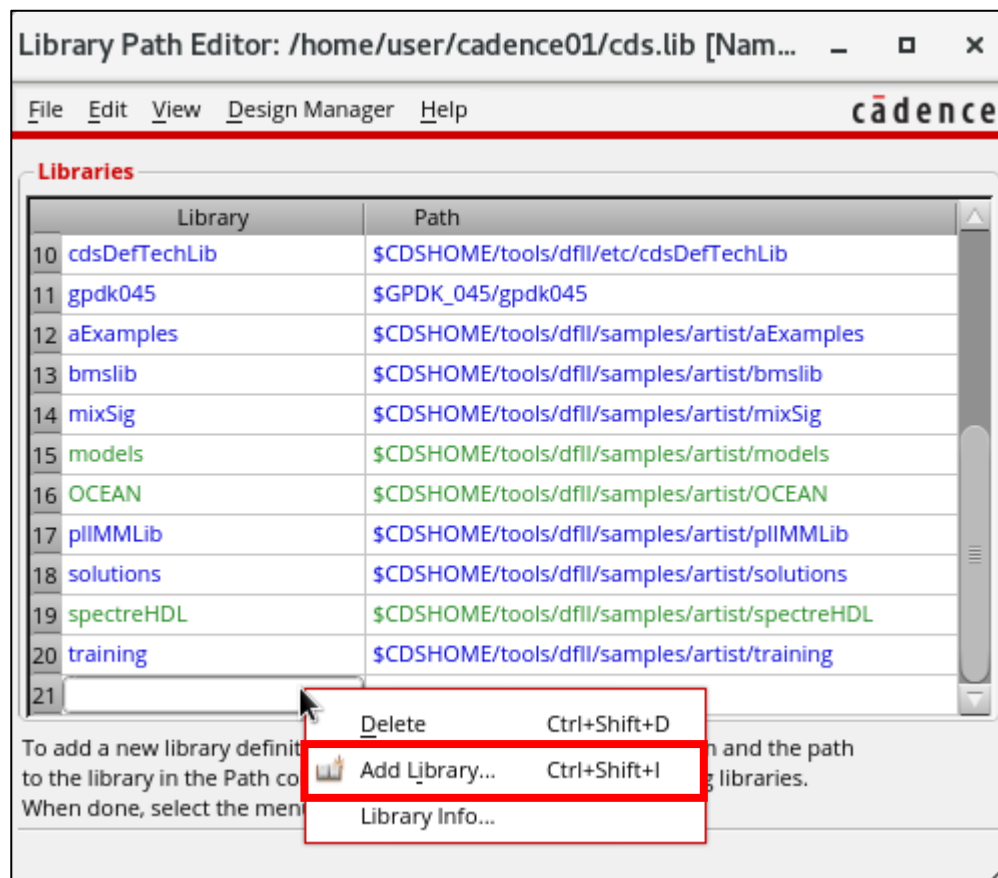 Library Path Editor: /home/user/cadence01/cds.lib [Nam...
File Edit View Design Manager Help cādence
Libraries
Library Path
10 cdsDefTechLib $CDSHOME/tools/dfII/etc/cdsDefTechLib
11 gpdk045 $GPDK_045/gpdk045
12 aExamples $CDSHOME/tools/dfII/samples/artist/aExamples
13 bmslib $CDSHOME/tools/dfII/samples/artist/bmslib
14 mixSig $CDSHOME/tools/dfII/samples/artist/mixSig
15 models $CDSHOME/tools/dfII/samples/artist/models
16 OCEAN $CDSHOME/tools/dfII/samples/artist/OCEAN
17 pllMMLib $CDSHOME/tools/dfII/samples/artist/pllMMLib
18 solutions $CDSHOME/tools/dfII/samples/artist/solutions
19 spectreHDL $CDSHOME/tools/dfII/samples/artist/spectreHDL
20 training $CDSHOME/tools/dfII/samples/artist/training
21
Delete Ctrl+Shift+D
Add Library... Ctrl+Shift+I
Library Info...
To add a new library definit n and the path
to the library in the Path co g libraries.
When done, select the men